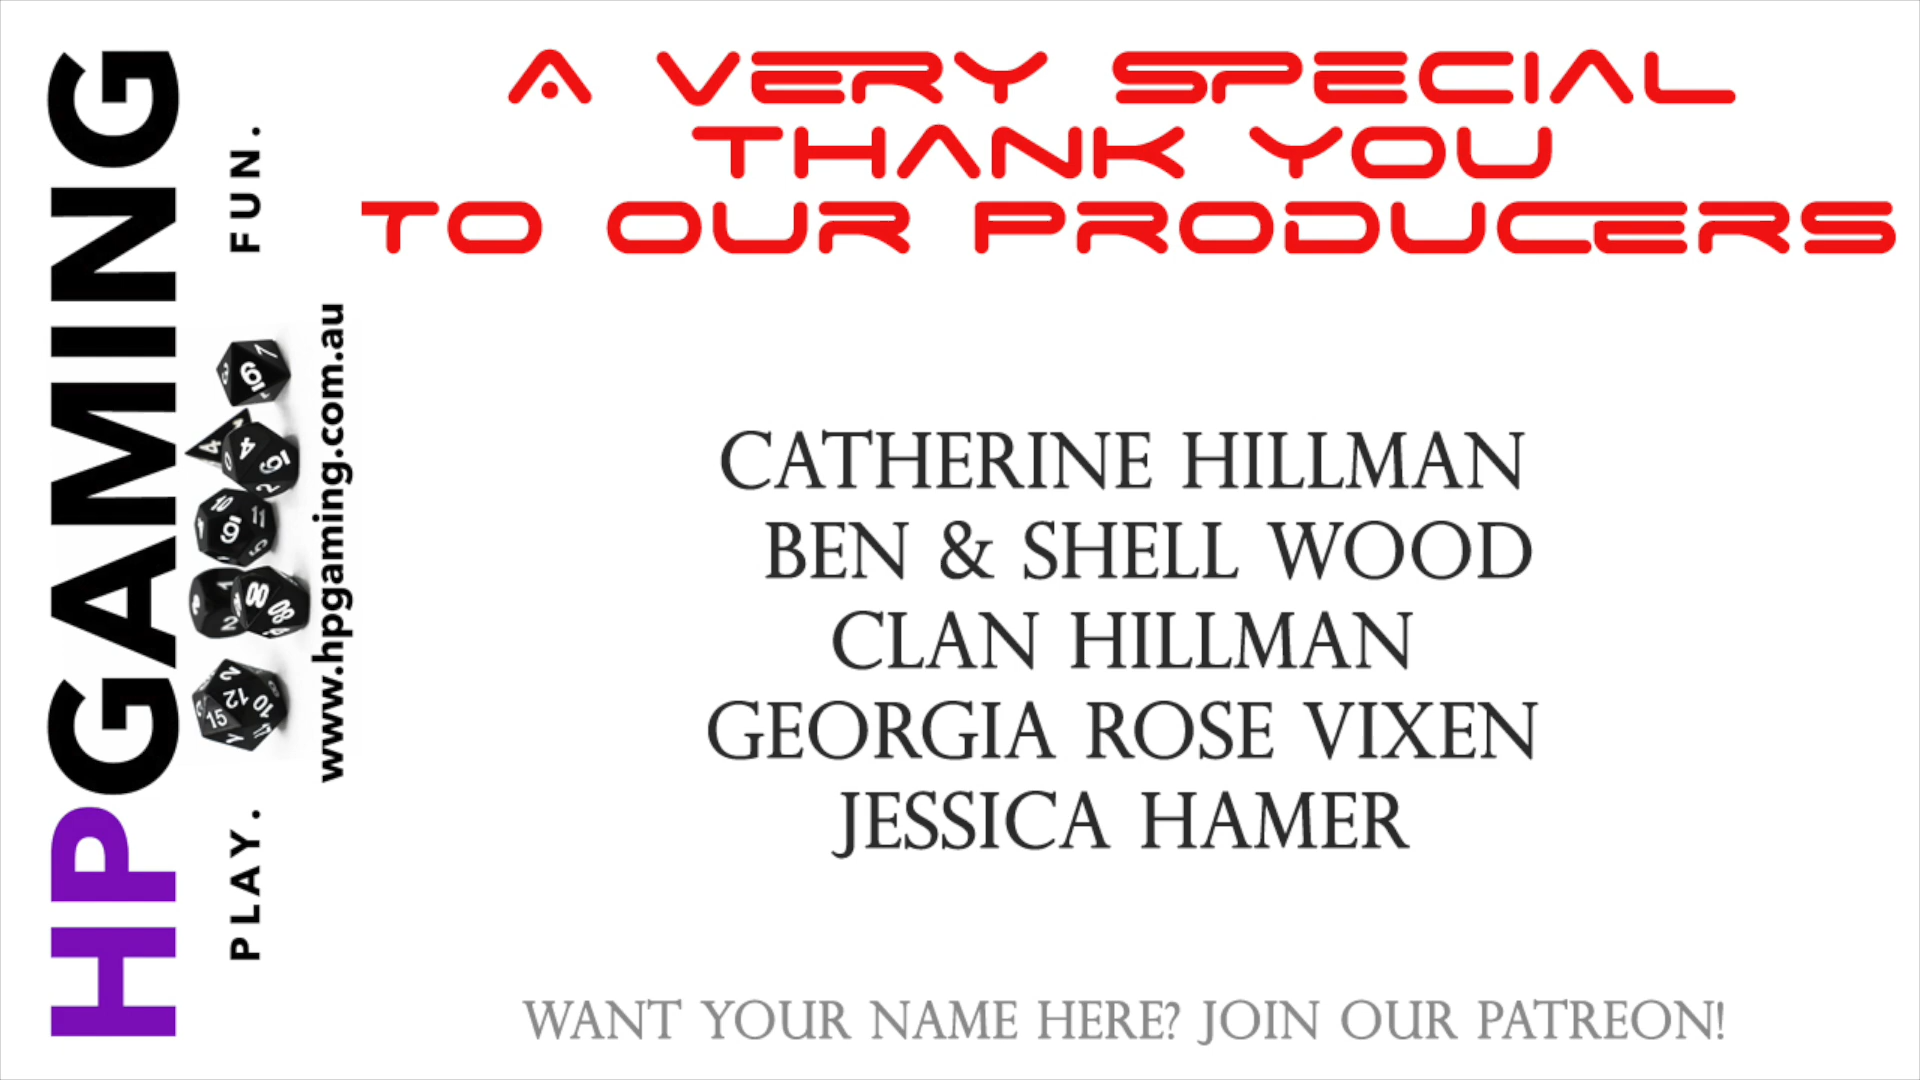 HPGAMING
PLAY. FUN.
www.hpgaming.com.au
A VERY SPECIAL
THANK YOU
TO OUR PRODUCERS
CATHERINE HILLMAN
BEN & SHELL WOOD
CLAN HILLMAN
GEORGIA ROSE VIXEN
JESSICA HAMER
WANT YOUR NAME HERE? JOIN OUR PATREON!